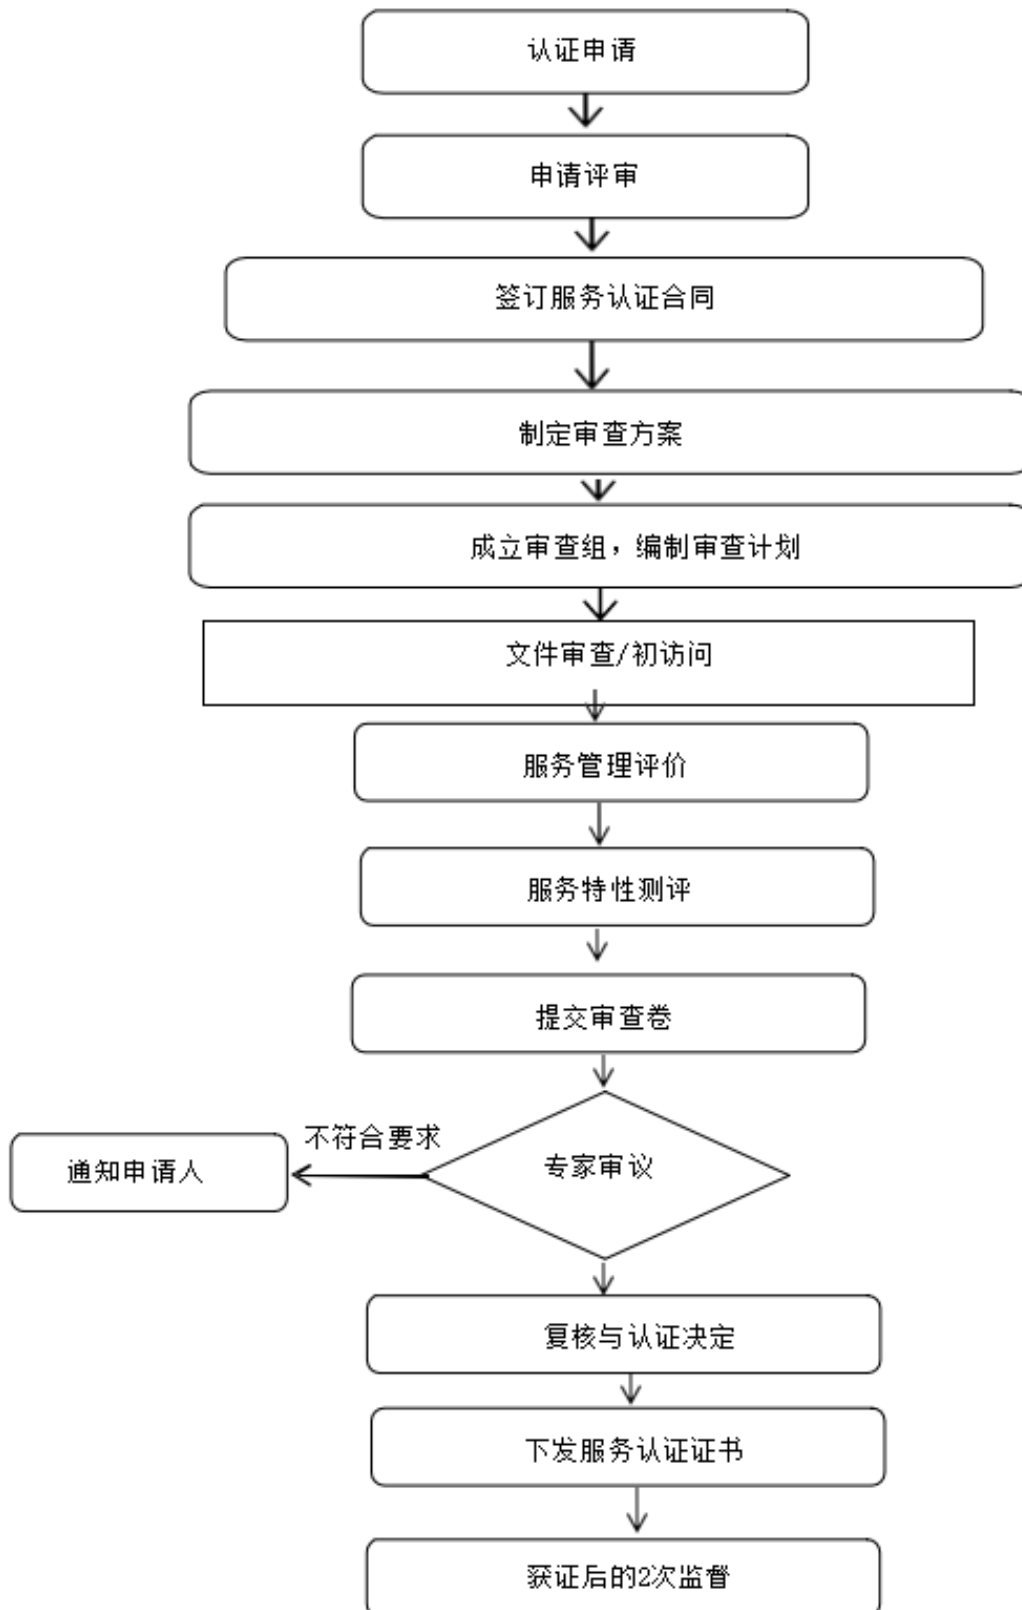 认证申请
申请评审
签订服务认证合同
制定审查方案
成立审查组，编制审查计划
文件审查/初访问
服务管理评价
服务特性测评
提交审查卷
不符合要求
专家审议
通知申请人
复核与认证决定
下发服务认证证书
获证后的2次监督